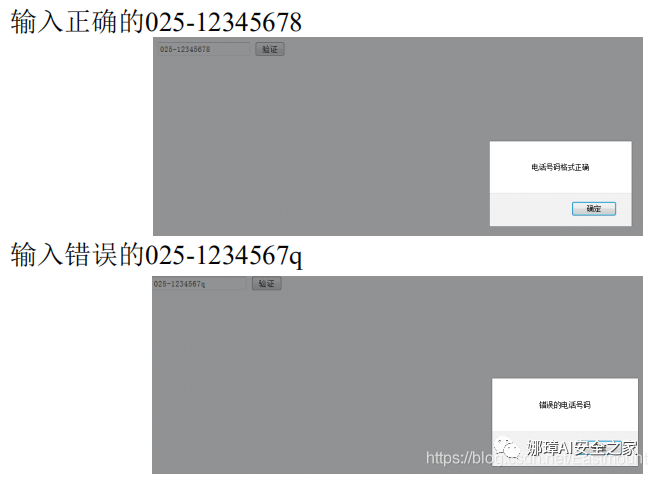 输入正确的025-12345678
025-12345678 验证
电话号码格式正确
确定
输入错误的025-1234567q
025-1234567q 验证
错误的电话号码
娜璋AI安全之家
https://blog.csdn.net/Eastmount